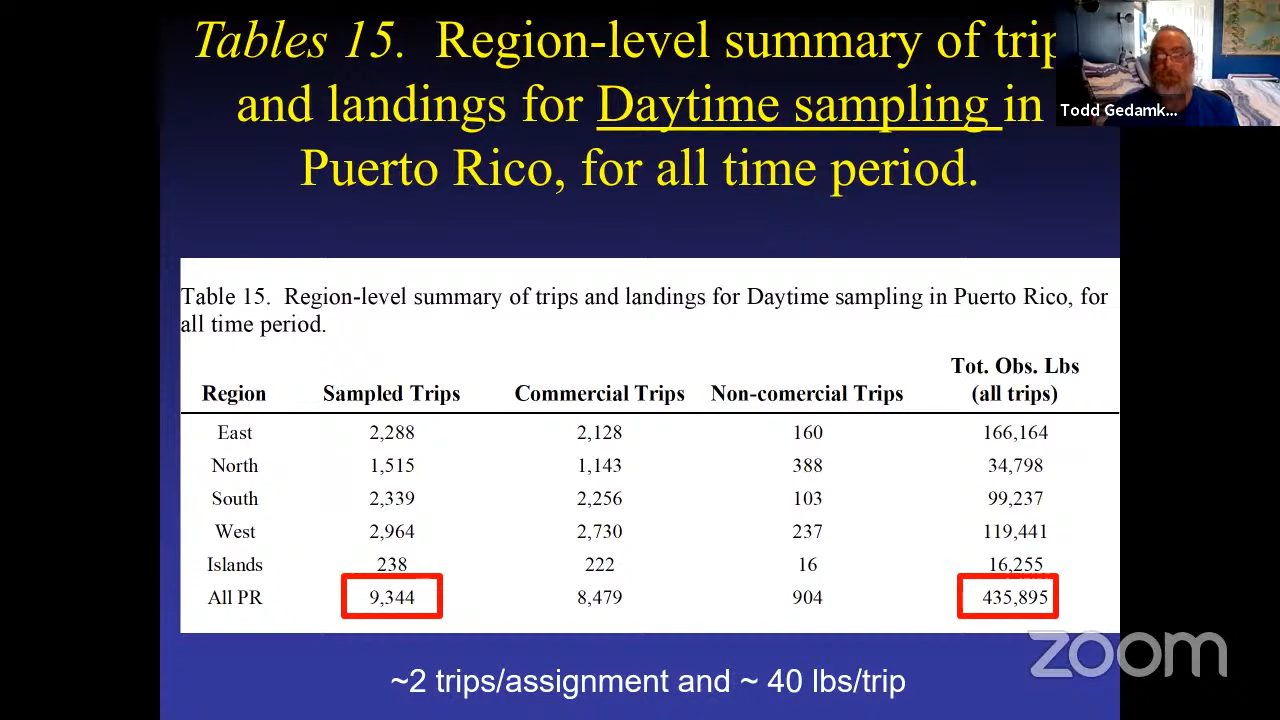 Tables 15. Region-level summary of trip
and landings for Daytime sampling in
Puerto Rico, for all time period.
Todd Gedamk...
Table 15. Region-level summary of trips and landings for Daytime sampling in Puerto Rico, for
all time period.
Region Sampled Trips Commercial Trips Non-comercial Trips Tot. Obs. Lbs (all trips)
East 2,288 2,128 160 166,164
North 1,515 1,143 388 34,798
South 2,339 2,256 103 99,237
West 2,964 2,730 237 119,441
Islands 238 222 16 16,255
All PR 9,344 8,479 904 435,895
zoom
~2 trips/assignment and ~ 40 lbs/trip